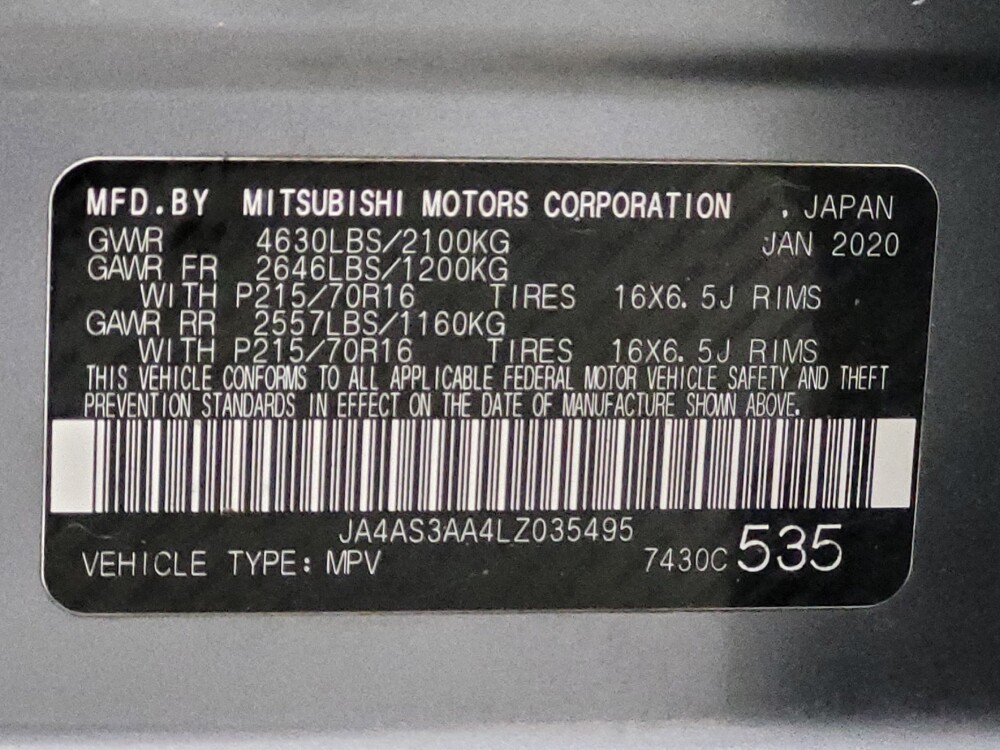 MFD.BY MITSUBISHI MOTORS CORPORATION , JAPAN
GVWR 4630LBS/2100KG JAN 2020
GAWR FR 2646LBS/1200KG
WITH P215/70R16 TIRES 16X6.5J RIMS
GAWR RR 2557LBS/1160KG
WITH P215/70R16 TIRES 16X6.5J RIMS
THIS VEHICLE CONFORMS TO ALL APPLICABLE FEDERAL MOTOR VEHICLE SAFETY AND THEFT
PREVENTION STANDARDS IN EFFECT ON THE DATE OF MANUFACTURE SHOWN ABOVE.
JA4AS3AA4LZ035495
VEHICLE TYPE: MPV 7430C 535